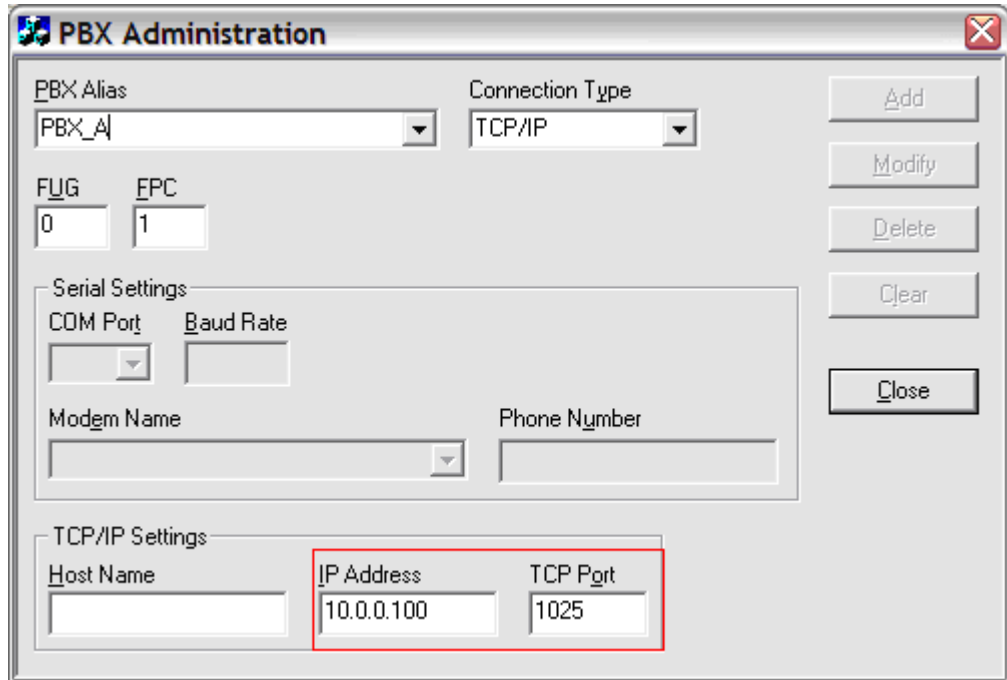 PBX Administration
PBX Alias
Connection Type
Add
PBX_A
TCP/IP
Modify
FUG
FPC
0
1
Delete
Serial Settings
Clear
COM Port
Baud Rate
Close
Modem Name
Phone Number
TCP/IP Settings
Host Name
IP Address
TCP Port
10.0.0.100
1025